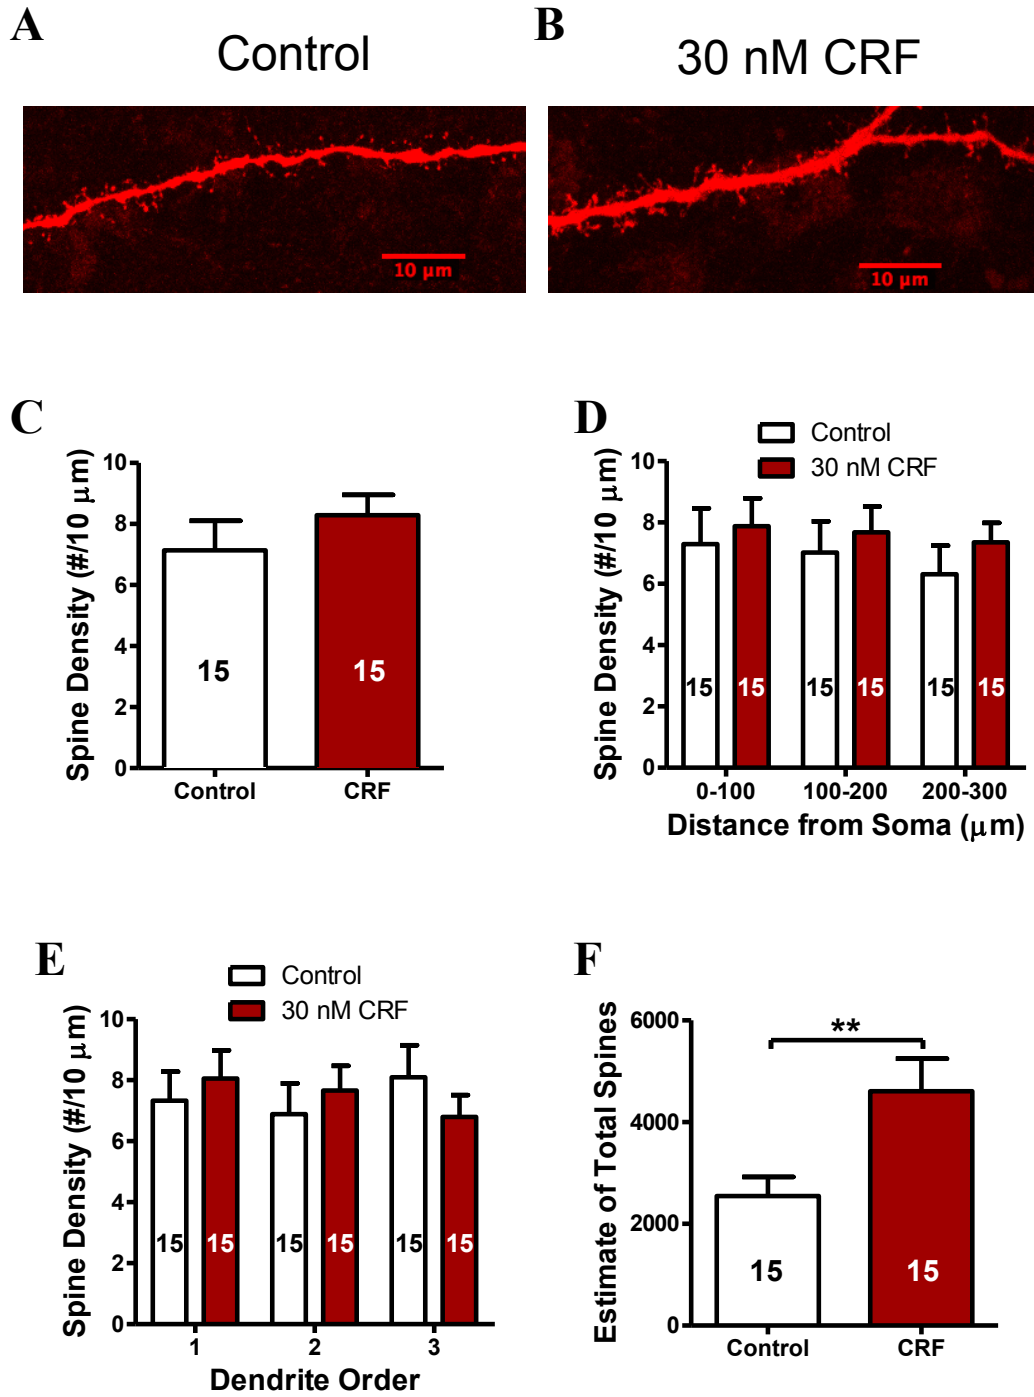 A
Control
B
30 nM CRF
10 µm
10 µm
C
Spine Density (#/10 µm)
10
8
6
4
2
0
15
15
Control
CRF
D
Control
30 nM CRF
Spine Density (#/10 µm)
10
8
6
4
2
0
15
15
15
15
15
15
0-100
100-200
200-300
Distance from Soma (µm)
E
Control
30 nM CRF
Spine Density (#/10 µm)
10
8
6
4
2
0
15
15
15
15
15
15
1
2
3
Dendrite Order
F
Estimate of Total Spines
6000
4000
2000
0
**
15
15
Control
CRF